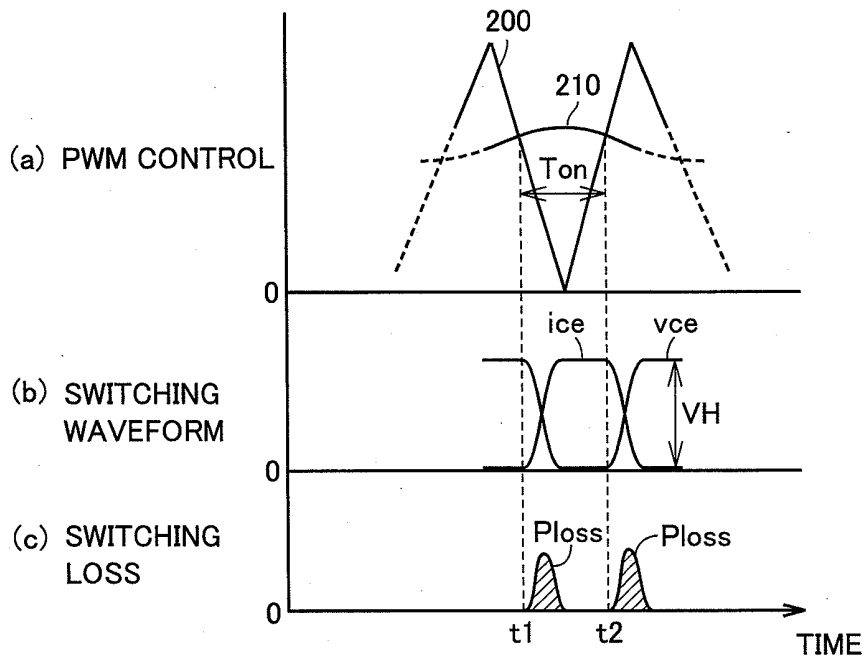 200
210
(a) PWM CONTROL
Ton
0
ice
vce
(b) SWITCHING
WAVEFORM
VH
0
(c) SWITCHING
LOSS
Ploss
Ploss
0
t1
t2
TIME